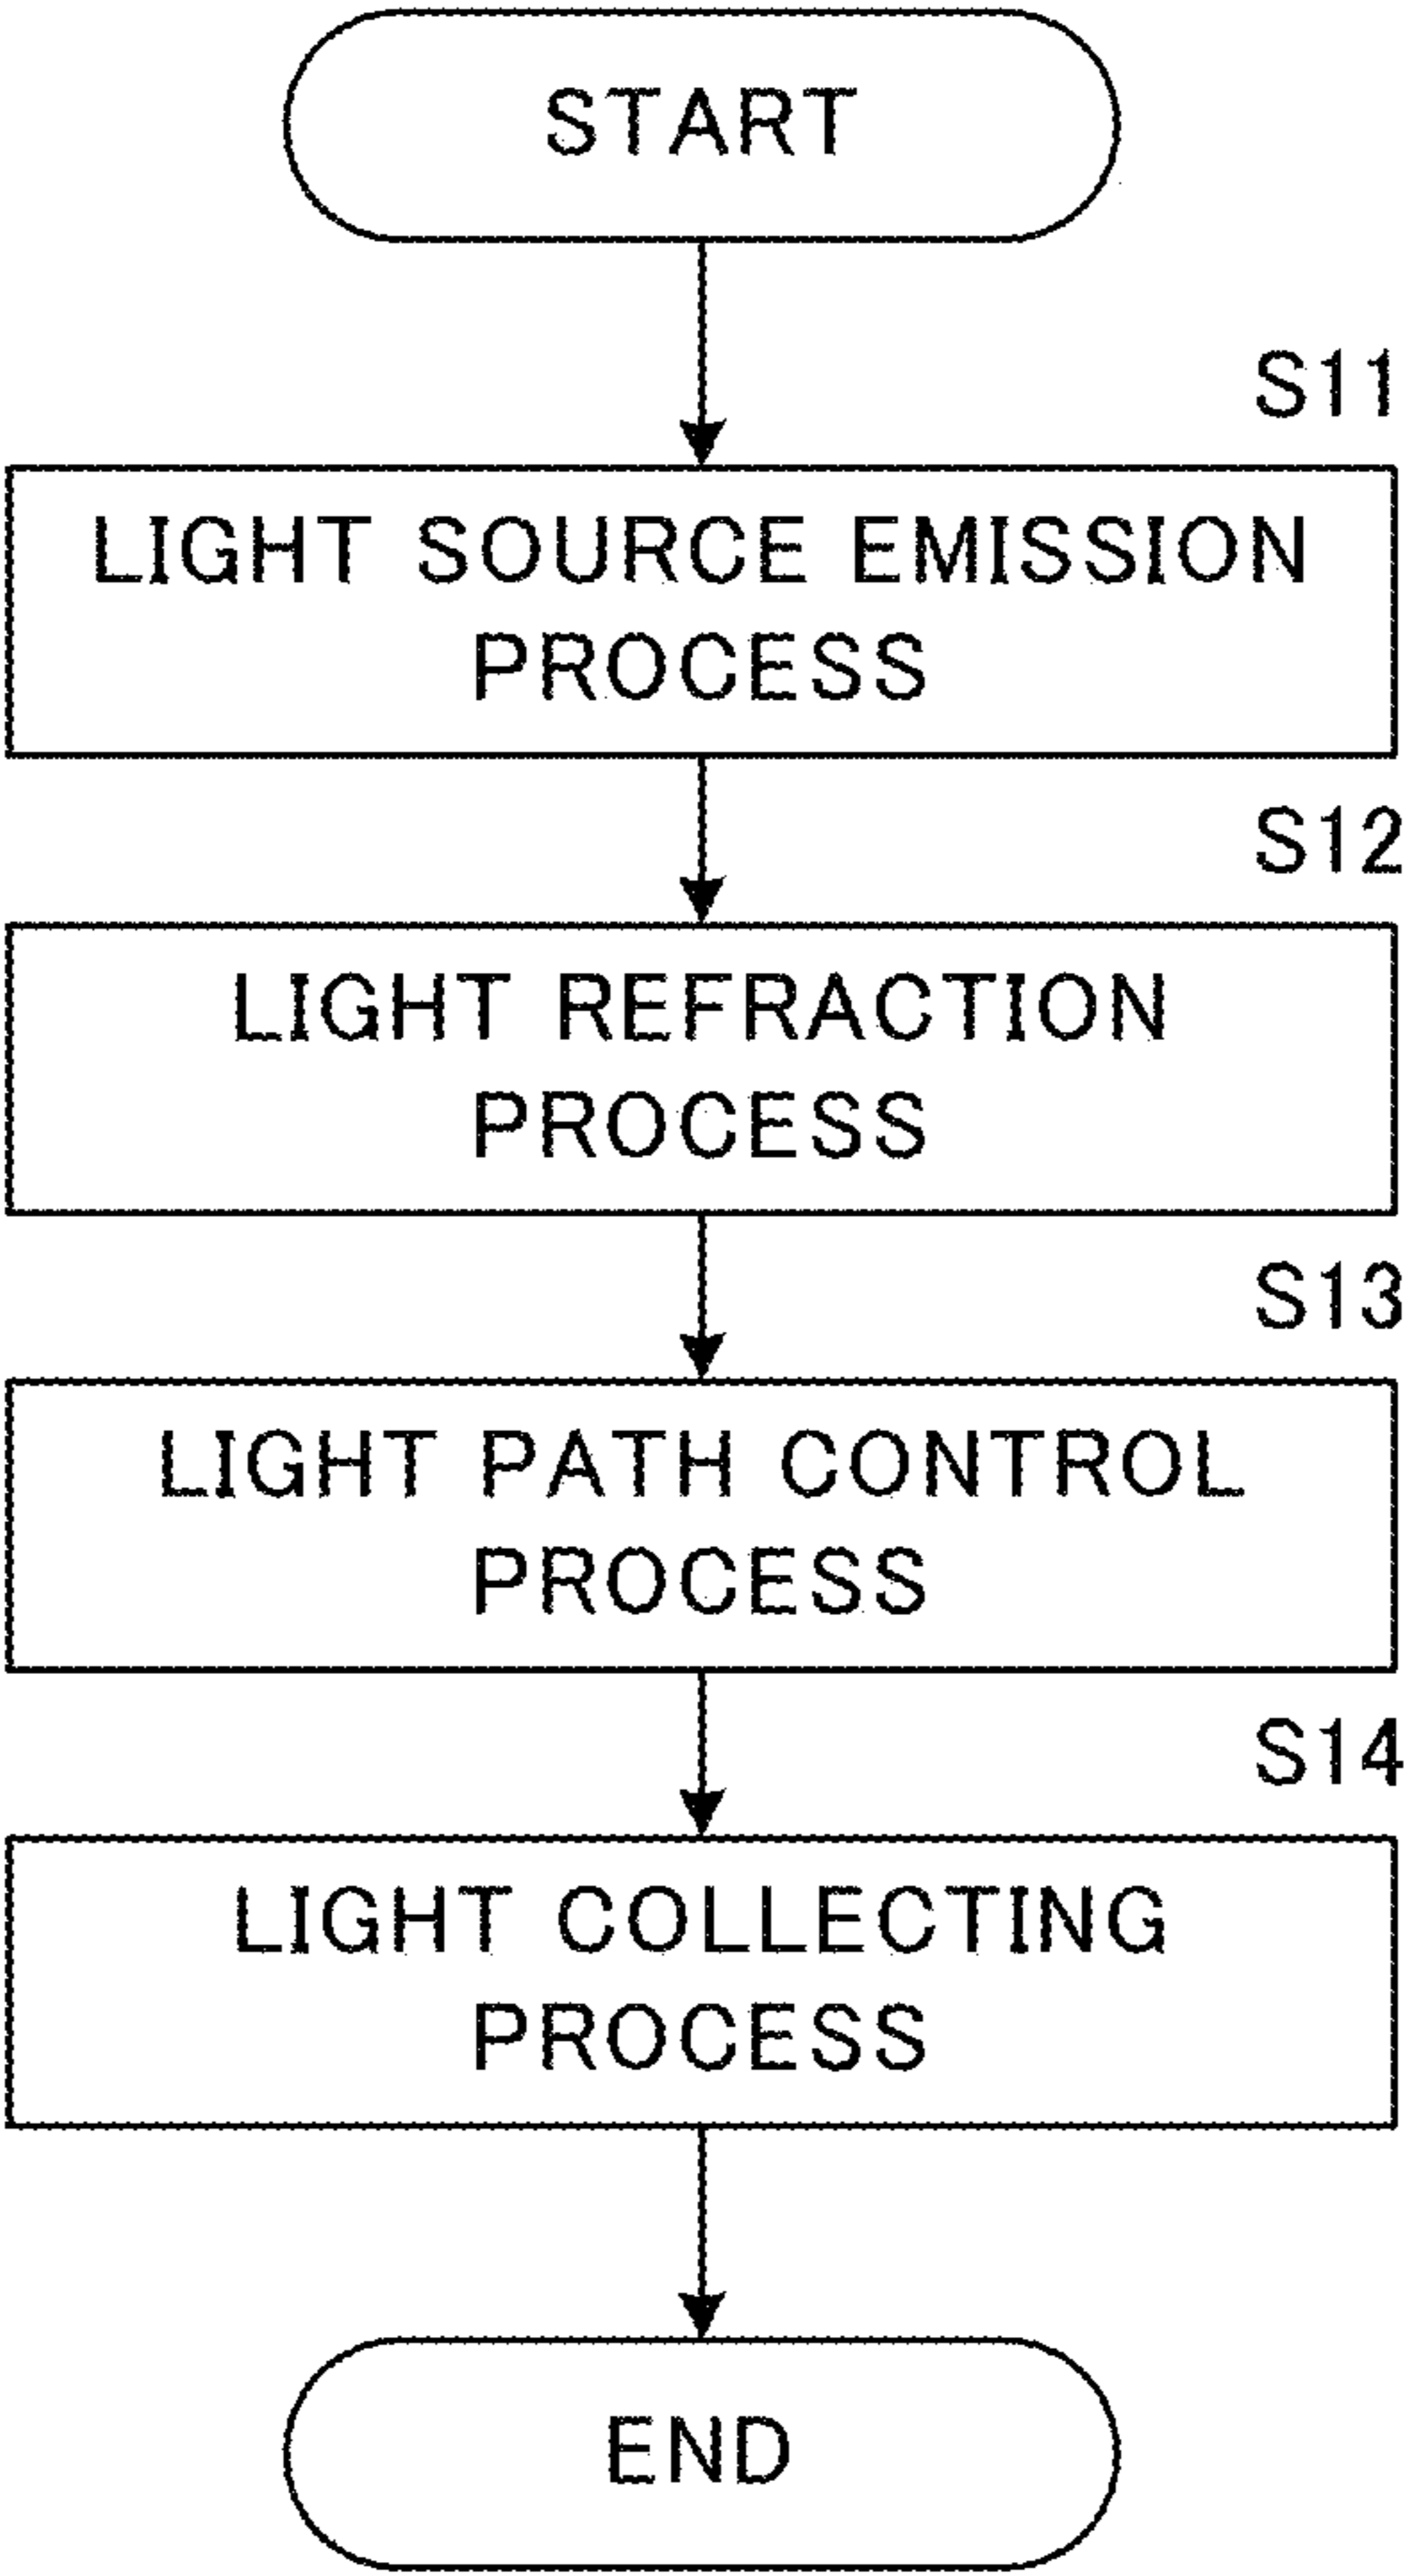 START
S11
LIGHT SOURCE EMISSION
PROCESS
S12
LIGHT REFRACTION
PROCESS
S13
LIGHT PATH CONTROL
PROCESS
S14
LIGHT COLLECTING
PROCESS
END